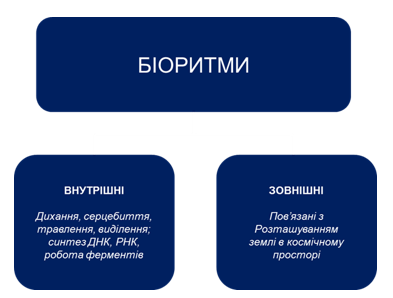 БІОРИТМИ
ВНУТРІШНІ
Дихання, серцебиття,
травлення, виділення;
синтез ДНК, РНК,
робота ферментів
ЗОВНІШНІ
Пов’язані з
Розташуванням
землі в космічному
просторі